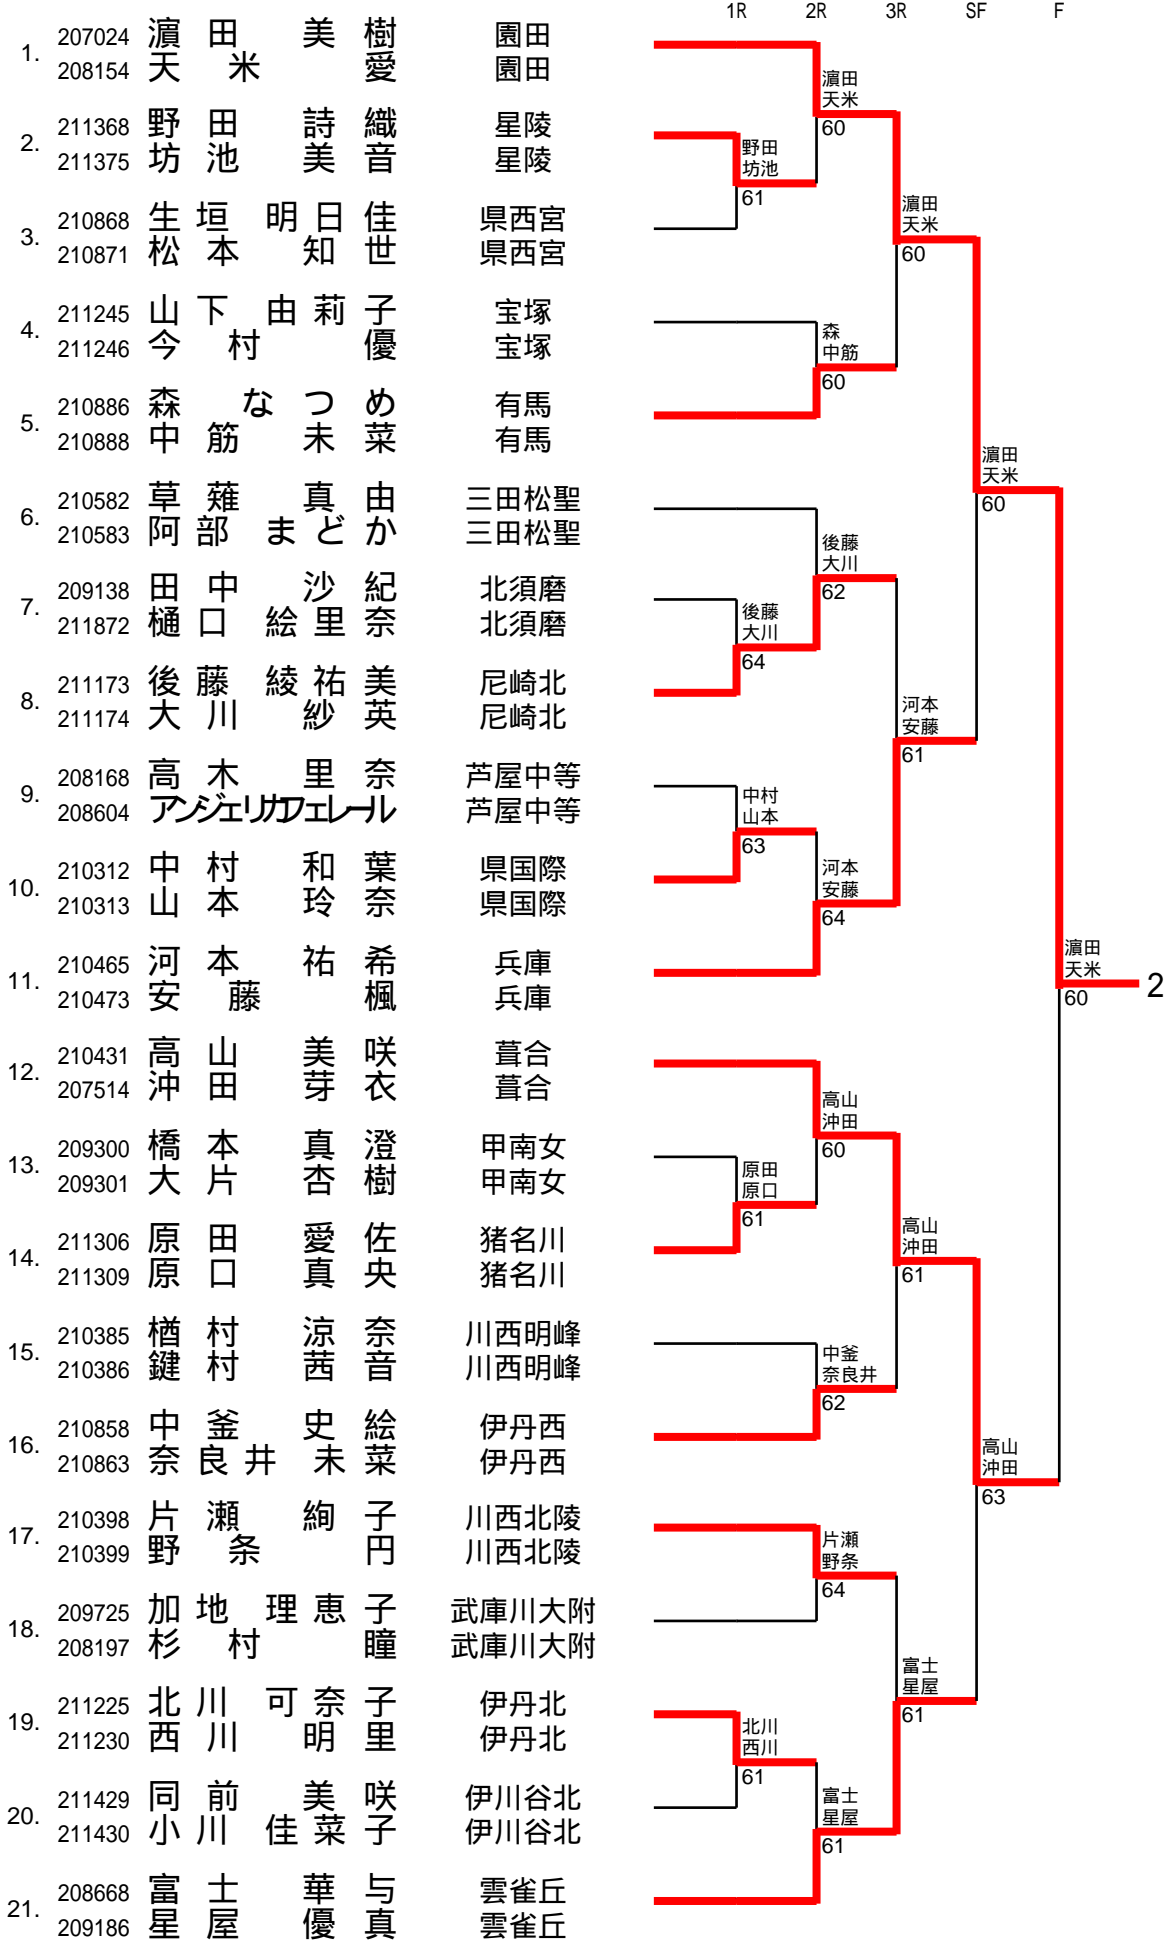 1R 2R 3R SF F
1. 207024 濵田 美樹 園田
208154 天米 愛 園田
2. 211368 野田 詩織 星陵
211375 坊池 美音 星陵
3. 210868 生垣 明日佳 県西宮
210871 松本 知世 県西宮
4. 211245 山下 由莉子 宝塚
211246 今村 優 宝塚
5. 210886 森 なつめ 有馬
210888 中筋 未菜 有馬
6. 210582 草薙 真由 三田松聖
210583 阿部 まどか 三田松聖
7. 209138 田中 沙紀 北須磨
211872 樋口 絵里奈 北須磨
8. 211173 後藤 綾祐美 尼崎北
211174 大川 紗英 尼崎北
9. 208168 高木 里奈 芦屋中等
208604 アンジェリカフェレール 芦屋中等
10. 210312 中村 和葉 県国際
210313 山本 玲奈 県国際
11. 210465 河本 祐希 兵庫
210473 安藤 楓 兵庫
12. 210431 高山 美咲 葺合
207514 沖田 芽衣 葺合
13. 209300 橋本 真澄 甲南女
209301 大片 杏樹 甲南女
14. 211306 原田 愛佐 猪名川
211309 原口 真央 猪名川
15. 210385 楢村 涼奈 川西明峰
210386 鍵村 茜音 川西明峰
16. 210858 中釜 史絵 伊丹西
210863 奈良井 未菜 伊丹西
17. 210398 片瀬 絢子 川西北陵
210399 野条 円 川西北陵
18. 209725 加地 理恵子 武庫川大附
208197 杉村 瞳 武庫川大附
19. 211225 北川 可奈子 伊丹北
211230 西川 明里 伊丹北
20. 211429 同前 美咲 伊川谷北
211430 小川 佳菜子 伊川谷北
21. 208668 富士 華与 雲雀丘
209186 星屋 優真 雲雀丘
野田
坊池
61
後藤
大川
64
中村
山本
63
原田
原口
61
北川
西川
61
濵田
天米
60
森
中筋
60
後藤
大川
62
河本
安藤
64
高山
沖田
60
中釜
奈良井
62
片瀬
野条
64
富士
星屋
61
濵田
天米
60
河本
安藤
61
高山
沖田
61
富士
星屋
61
濵田
天米
60
高山
沖田
63
濵田
天米
60
2